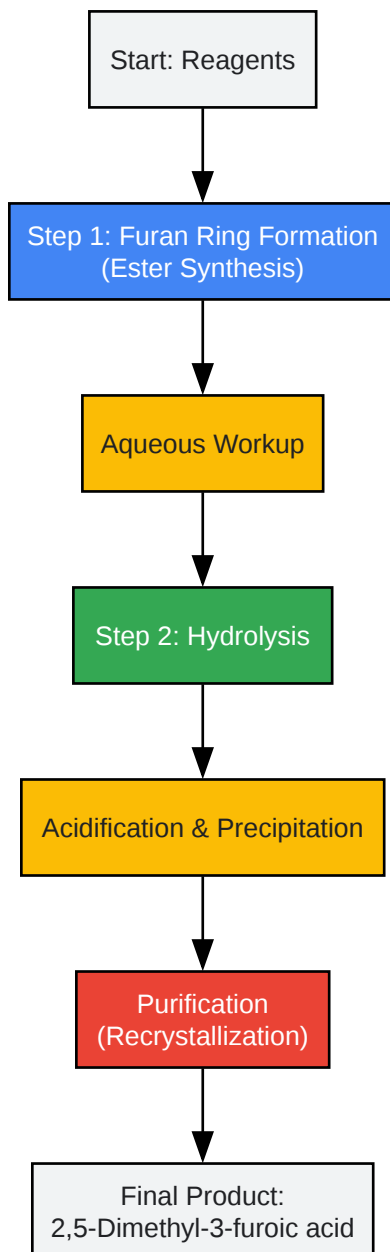 Start: Reagents
Step 1: Furan Ring Formation
(Ester Synthesis)
Aqueous Workup
Step 2: Hydrolysis
Acidification & Precipitation
Purification
(Recrystallization)
Final Product:
2,5-Dimethyl-3-furoic acid